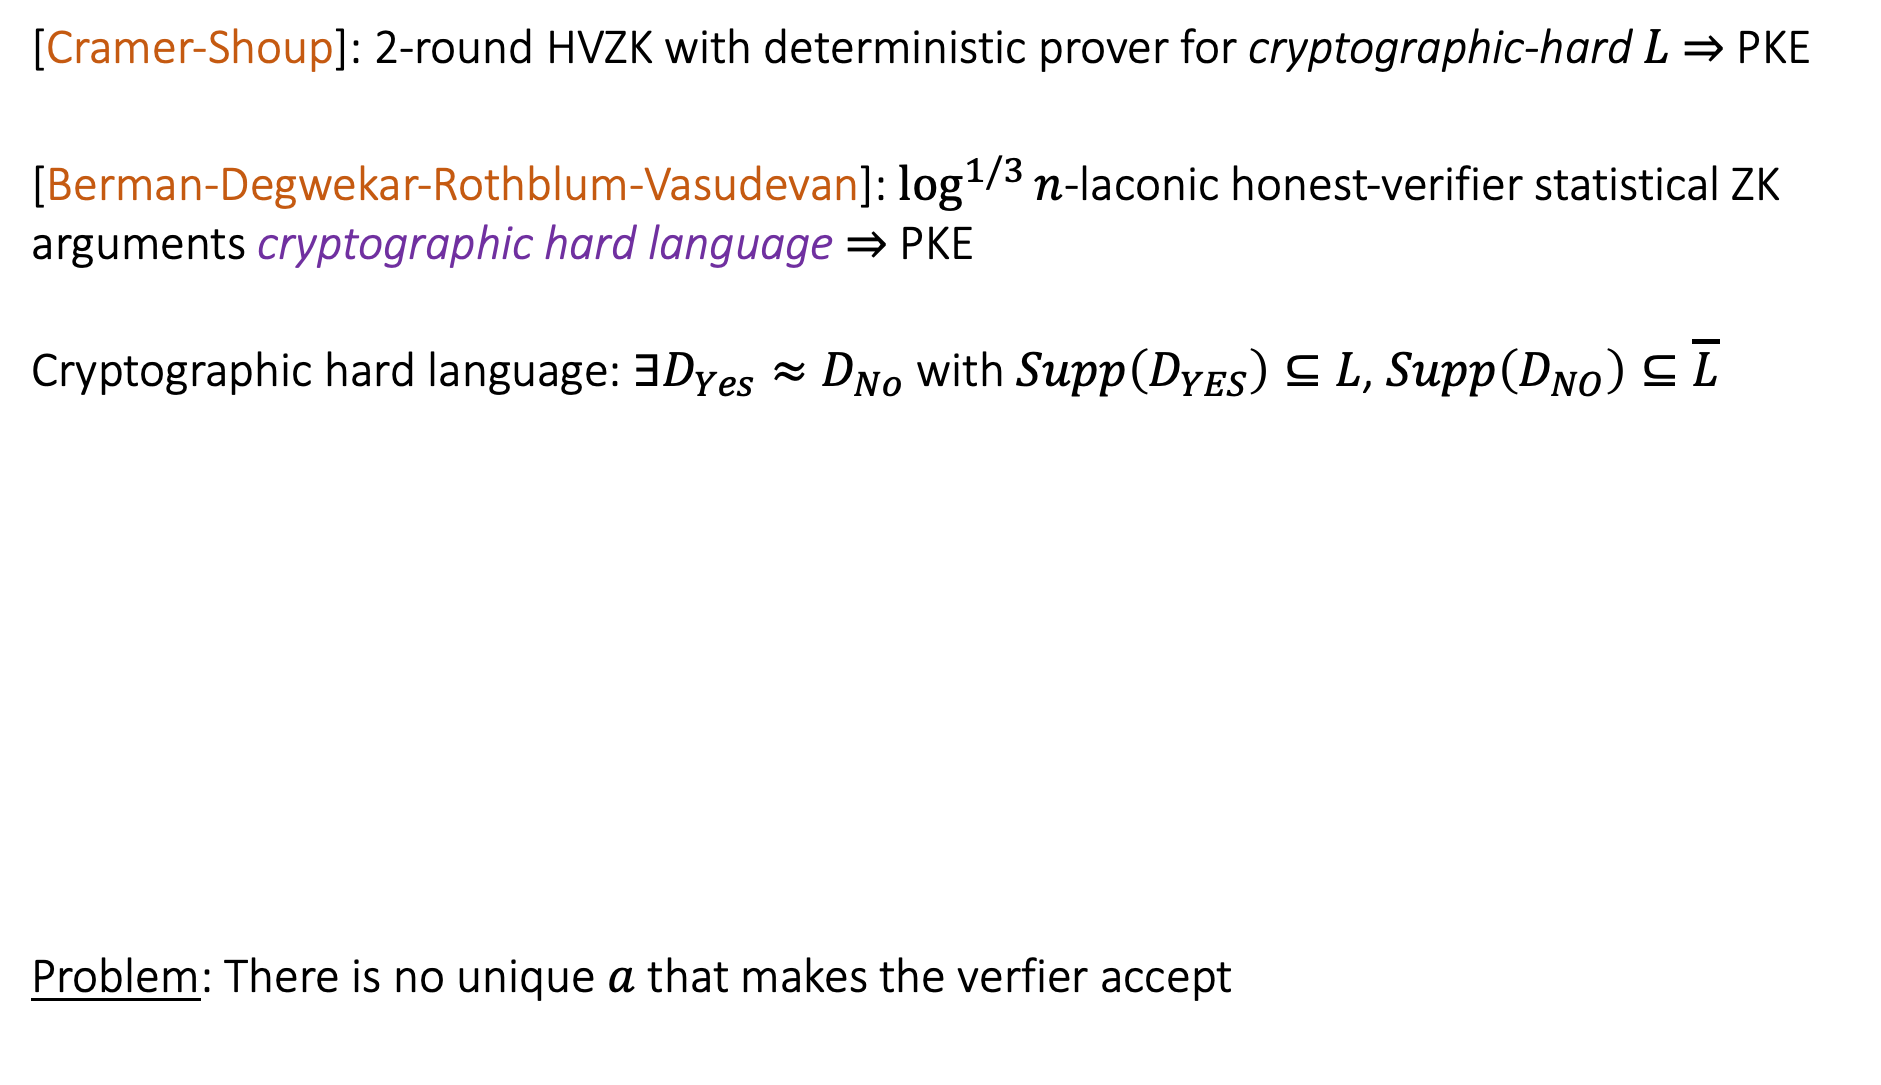 [Cramer-Shoup]: 2-round HVZK with deterministic prover for cryptographic-hard L ⇒ PKE
[Berman-Degwekar-Rothblum-Vasudevan]: log^{1/3} n-laconic honest-verifier statistical ZK
arguments cryptographic hard language ⇒ PKE
Cryptographic hard language: ∃D_{Yes} ≈ D_{No} with Supp(D_{YES}) ⊆ L, Supp(D_{NO}) ⊆ L̅
Problem: There is no unique a that makes the verfier accept